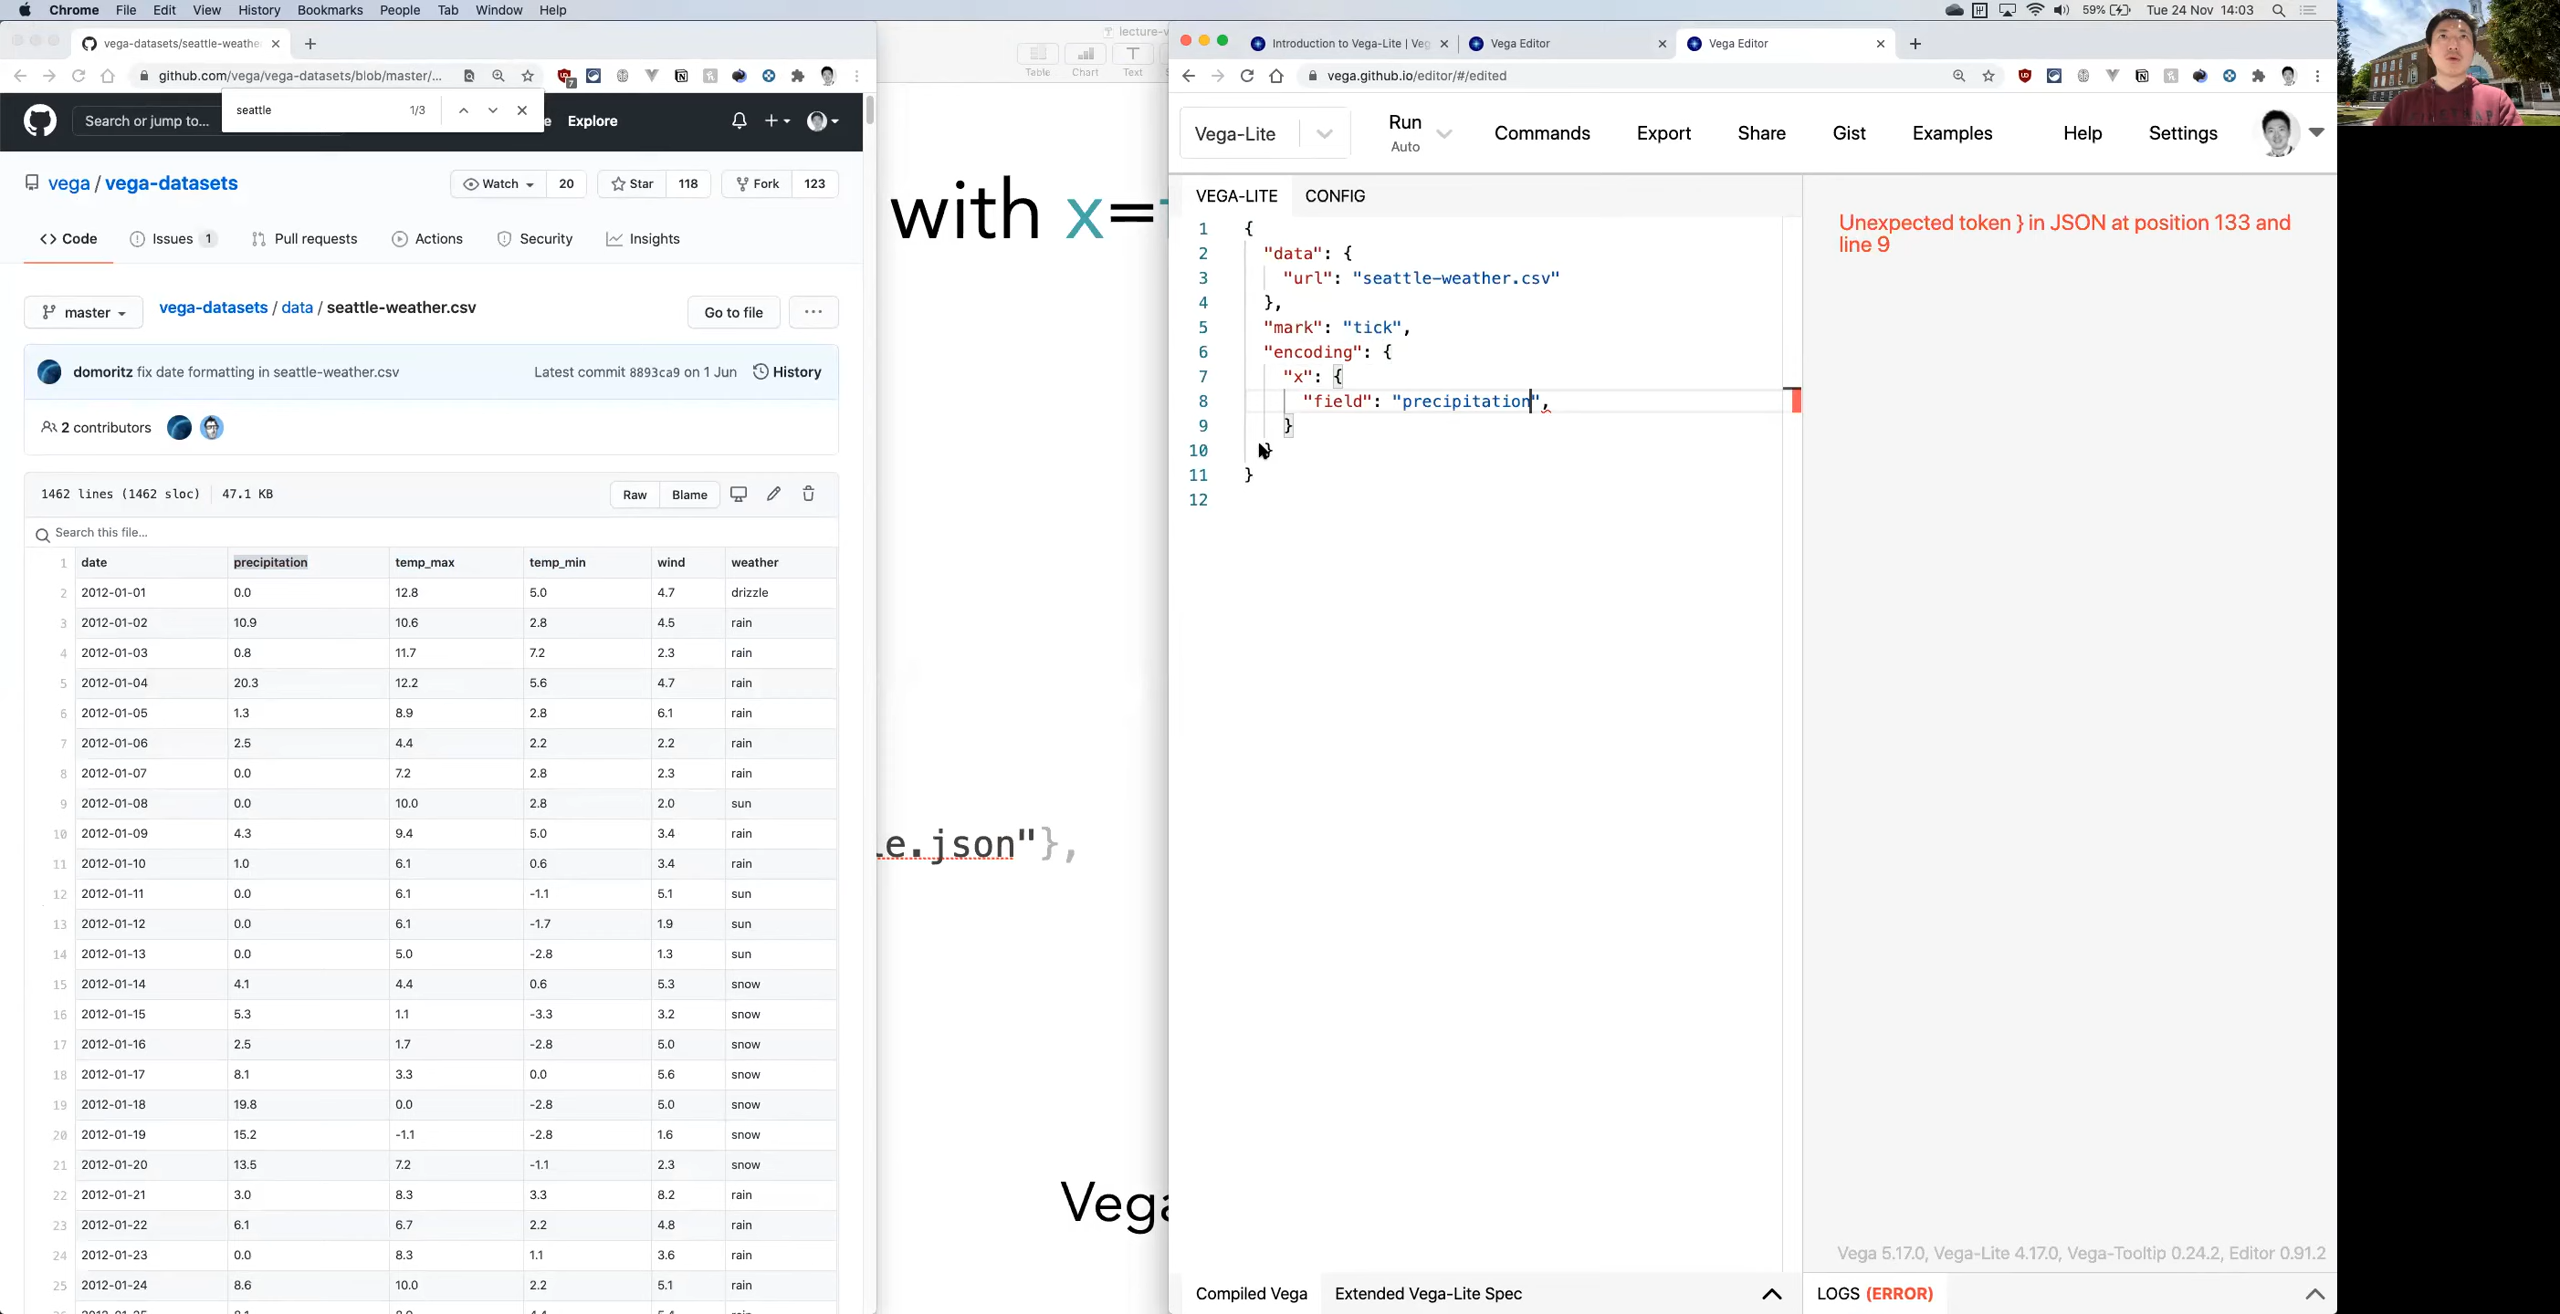 Chrome File Edit View History Bookmarks People Tab Window Help
59% Tue 24 Nov 14:03
vega-datasets/seattle-weathe
github.com/vega/vega-datasets/blob/master/...
seattle 1/3
Search or jump to...
Explore
vega / vega-datasets
Watch 20 Star 118 Fork 123
Code Issues 1 Pull requests Actions Security Insights
master vega-datasets / data / seattle-weather.csv Go to file ...
domoritz fix date formatting in seattle-weather.csv Latest commit 8893ca9 on 1 Jun History
2 contributors
1462 lines (1462 sloc) 47.1 KB Raw Blame
Search this file...
1 date precipitation temp_max temp_min wind weather
2 2012-01-01 0.0 12.8 5.0 4.7 drizzle
3 2012-01-02 10.9 10.6 2.8 4.5 rain
4 2012-01-03 0.8 11.7 7.2 2.3 rain
5 2012-01-04 20.3 12.2 5.6 4.7 rain
6 2012-01-05 1.3 8.9 2.8 6.1 rain
7 2012-01-06 2.5 4.4 2.2 2.2 rain
8 2012-01-07 0.0 7.2 2.8 2.3 rain
9 2012-01-08 0.0 10.0 2.8 2.0 sun
10 2012-01-09 4.3 9.4 5.0 3.4 rain
11 2012-01-10 1.0 6.1 0.6 3.4 rain
12 2012-01-11 0.0 6.1 -1.1 5.1 sun
13 2012-01-12 0.0 6.1 -1.7 1.9 sun
14 2012-01-13 0.0 5.0 -2.8 1.3 sun
15 2012-01-14 4.1 4.4 0.6 5.3 snow
16 2012-01-15 5.3 1.1 -3.3 3.2 snow
17 2012-01-16 2.5 1.7 -2.8 5.0 snow
18 2012-01-17 8.1 3.3 0.0 5.6 snow
19 2012-01-18 19.8 0.0 -2.8 5.0 snow
20 2012-01-19 15.2 -1.1 -2.8 1.6 snow
21 2012-01-20 13.5 7.2 -1.1 2.3 snow
22 2012-01-21 3.0 8.3 3.3 8.2 rain
23 2012-01-22 6.1 6.7 2.2 4.8 rain
24 2012-01-23 0.0 8.3 1.1 3.6 rain
25 2012-01-24 8.6 10.0 2.2 5.1 rain
lecture-v
Table Chart Text
with x=
le.json"},
Vega
Introduction to Vega-Lite | Veg Vega Editor Vega Editor
vega.github.io/editor/#/edited
Vega-Lite Run Auto Commands Export Share Gist Examples Help Settings
VEGA-LITE CONFIG
1 {
2 "data": {
3 "url": "seattle-weather.csv"
4 },
5 "mark": "tick",
6 "encoding": {
7 "x": {
8 "field": "precipitation",
9 }
10 }
11 }
12
Unexpected token } in JSON at position 133 and
line 9
Vega 5.17.0, Vega-Lite 4.17.0, Vega-Tooltip 0.24.2, Editor 0.91.2
Compiled Vega Extended Vega-Lite Spec
LOGS (ERROR)